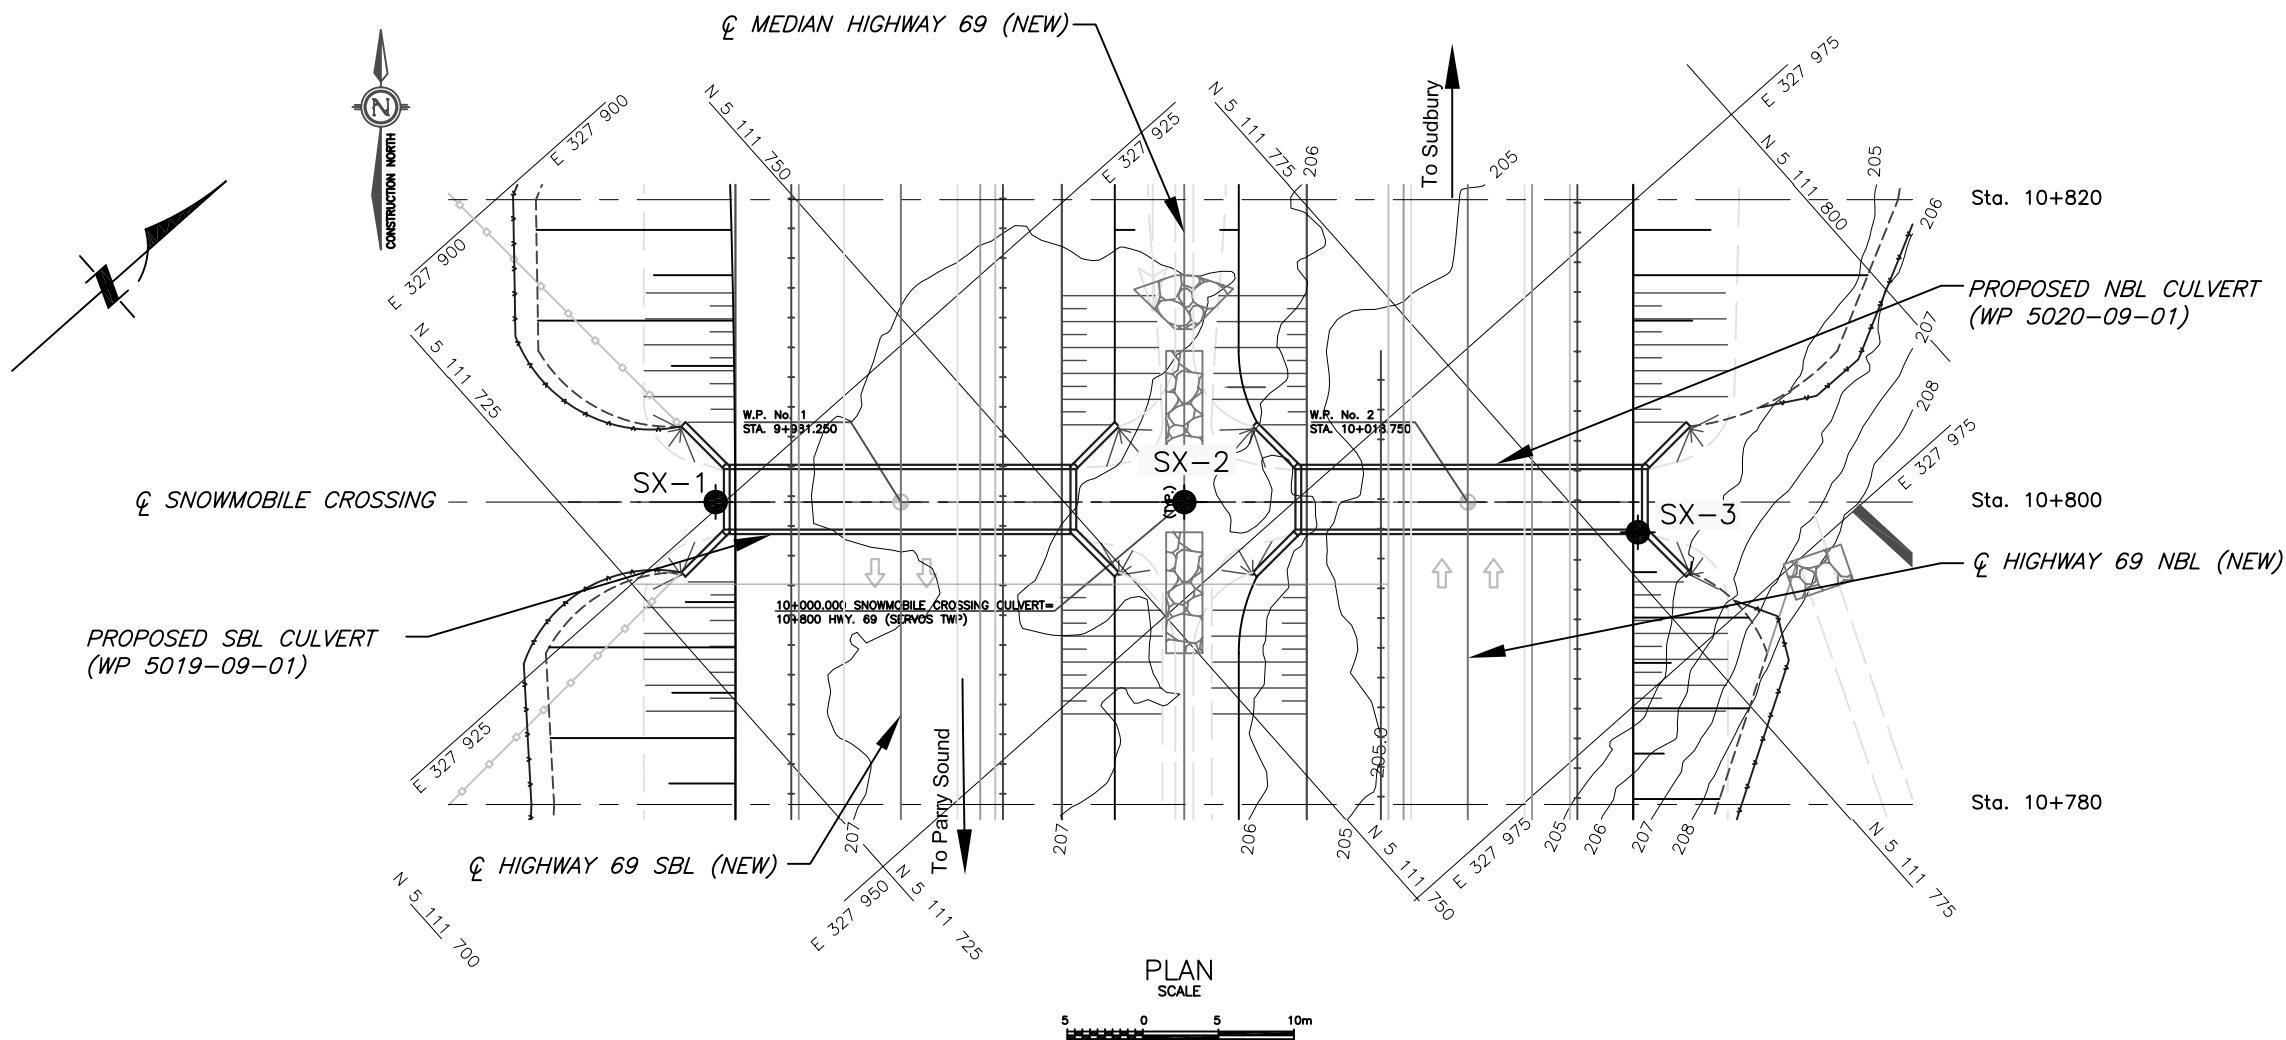 ℄ MEDIAN HIGHWAY 69 (NEW)
To Sudbury
E 327 975
N
CONSTRUCTION NORTH
E 327 900
N 5 111 750
E 327 925
N 5 111 775
206
205
N 5 111 800
205
206
Sta. 10+820
E 327 900
PROPOSED NBL CULVERT
(WP 5020-09-01)
N 5 111 725
207
208
W.P. No. 1
STA. 9+981.250
W.P. No. 2
STA. 10+018.750
E 327 975
SX-1
SX-2
(TYP.)
SX-3
℄ SNOWMOBILE CROSSING
Sta. 10+800
℄ HIGHWAY 69 NBL (NEW)
10+000.000 SNOWMOBILE CROSSING CULVERT=
10+800 HWY. 69 (SERVOS TWP)
PROPOSED SBL CULVERT
(WP 5019-09-01)
E 327 925
205.0
To Parry Sound
Sta. 10+780
207
207
206
205
N 5 111 750
E 327 975
205
206
207
208
N 5 111 775
℄ HIGHWAY 69 SBL (NEW)
N 5 111 700
E 327 950
N 5 111 725
PLAN
SCALE
5 0 5 10m